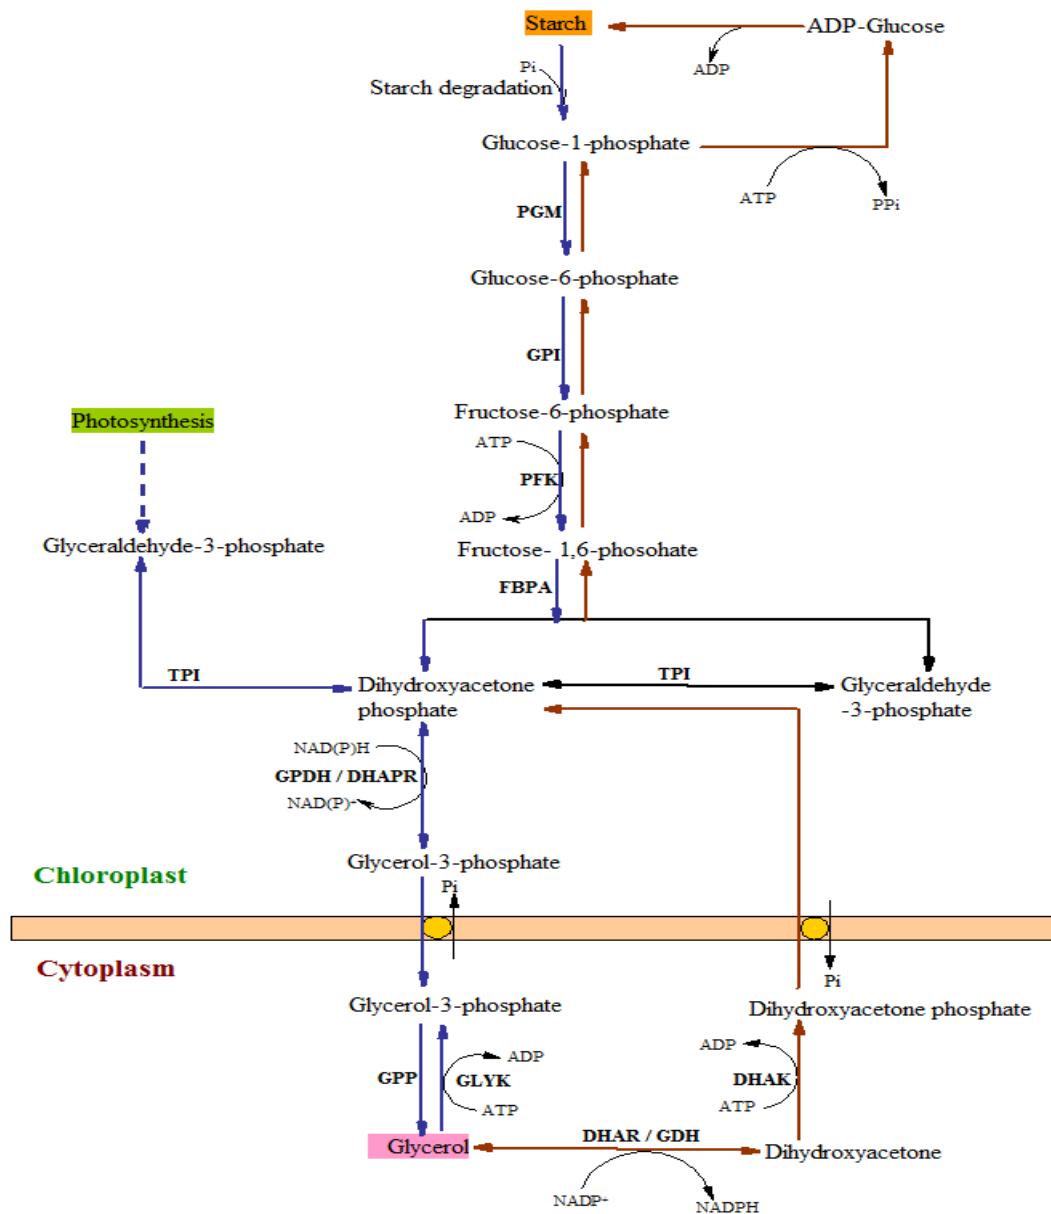 Starch
ADP-Glucose
Pi
ADP
Starch degradation
Glucose-1-phosphate
ATP
PPi
PGM
Glucose-6-phosphate
GPI
Photosynthesis
Fructose-6-phosphate
ATP
PFK
ADP
Glyceraldehyde-3-phosphate
Fructose- 1,6-phosohate
FBPA
TPI
TPI
Dihydroxyacetone
phosphate
Glyceraldehyde
-3-phosphate
NAD(P)H
GPDH / DHAPR
NAD(P)+
Glycerol-3-phosphate
Chloroplast
Pi
Cytoplasm
Pi
Glycerol-3-phosphate
Dihydroxyacetone phosphate
ADP
ADP
GPP
GLYK
DHAK
ATP
ATP
Glycerol
DHAR / GDH
Dihydroxyacetone
NADP+
NADPH